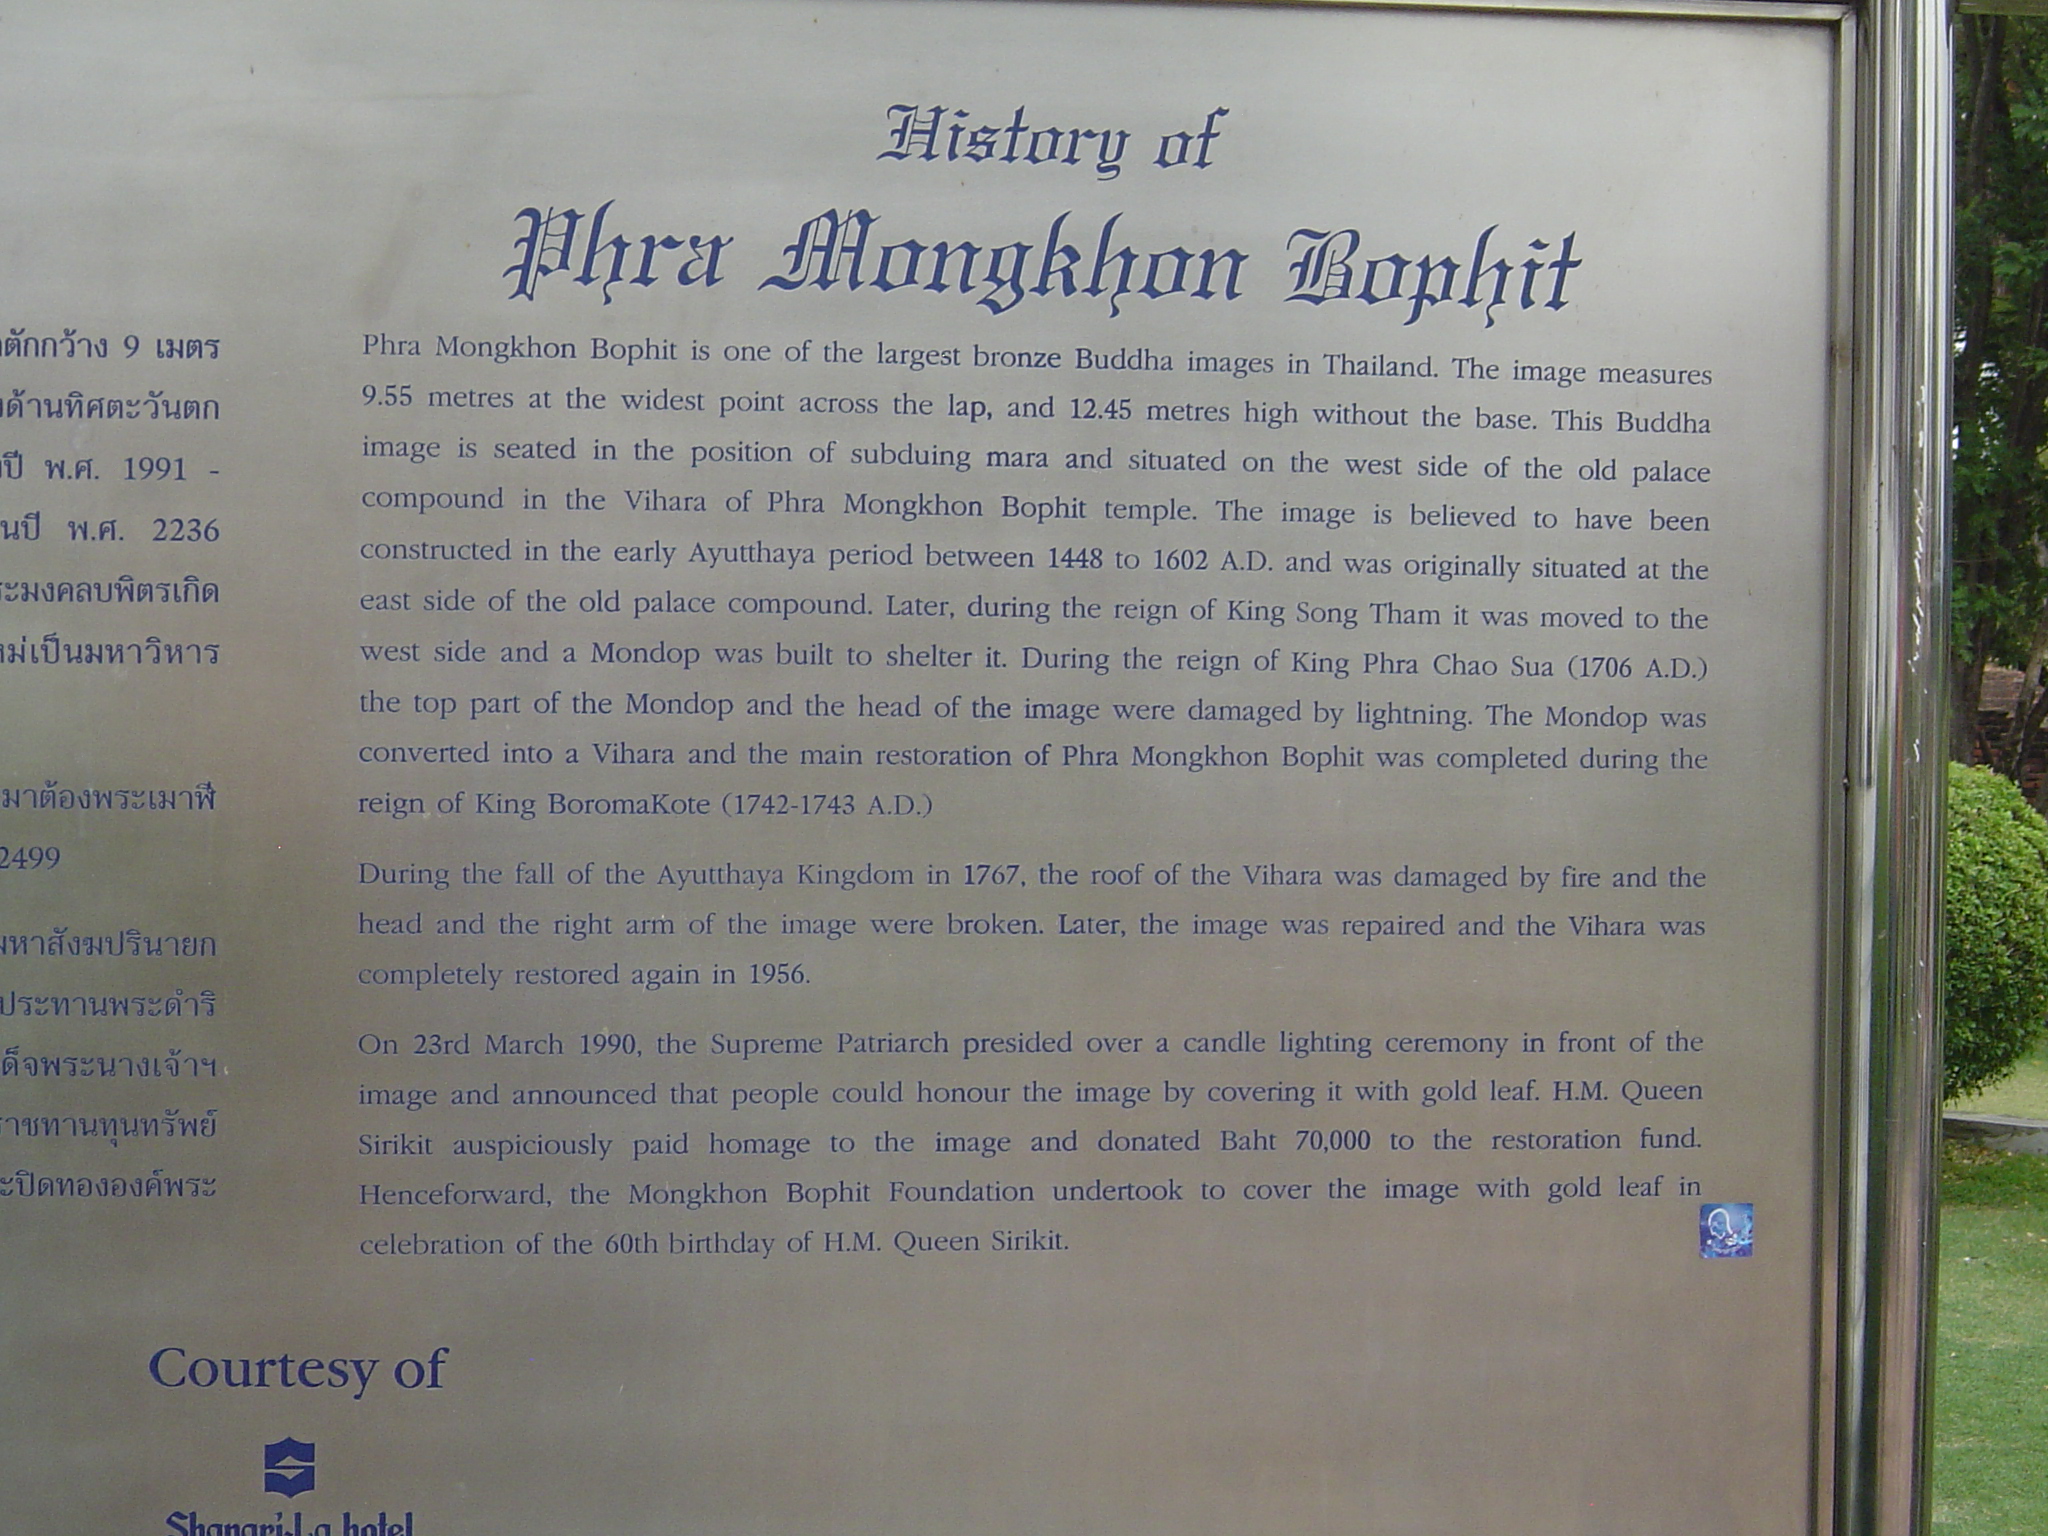 History of
Phra Mongkhon Bophit
Phra Mongkhon Bophit is one of the largest bronze Buddha images in Thailand. The image measures
9.55 metres at the widest point across the lap, and 12.45 metres high without the base. This Buddha
image is seated in the position of subduing mara and situated on the west side of the old palace
compound in the Vihara of Phra Mongkhon Bophit temple. The image is believed to have been
constructed in the early Ayutthaya period between 1448 to 1602 A.D. and was originally situated at the
east side of the old palace compound. Later, during the reign of King Song Tham it was moved to the
west side and a Mondop was built to shelter it. During the reign of King Phra Chao Sua (1706 A.D.)
the top part of the Mondop and the head of the image were damaged by lightning. The Mondop was
converted into a Vihara and the main restoration of Phra Mongkhon Bophit was completed during the
reign of King BoromaKote (1742-1743 A.D.)
During the fall of the Ayutthaya Kingdom in 1767, the roof of the Vihara was damaged by fire and the
head and the right arm of the image were broken. Later, the image was repaired and the Vihara was
completely restored again in 1956.
On 23rd March 1990, the Supreme Patriarch presided over a candle lighting ceremony in front of the
image and announced that people could honour the image by covering it with gold leaf. H.M. Queen
Sirikit auspiciously paid homage to the image and donated Baht 70,000 to the restoration fund.
Henceforward, the Mongkhon Bophit Foundation undertook to cover the image with gold leaf in
celebration of the 60th birthday of H.M. Queen Sirikit.
ตักกว้าง 9 เมตร
ด้านทิศตะวันตก
ปี พ.ศ. 1991 -
นปี พ.ศ. 2236
ะมงคลบพิตรเกิด
หม่เป็นมหาวิหาร
มาต้องพระเมาฬี
2499
มหาสังฆปรินายก
ประทานพระดำริ
ด็จพระนางเจ้าฯ
ราชทานทุนทรัพย์
ะปิดทององค์พระ
Courtesy of
Shangri-La hotel